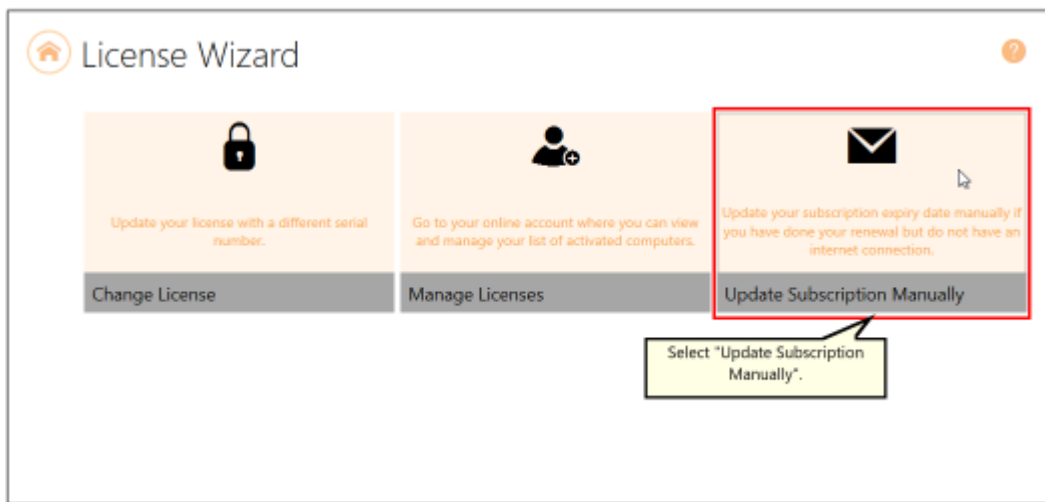 License Wizard
?
Update your license with a different serial
number.
Change License
Go to your online account where you can view
and manage your list of activated computers.
Manage Licenses
Update your subscription expiry date manually if
you have done your renewal but do not have an
internet connection.
Update Subscription Manually
Select "Update Subscription
Manually".